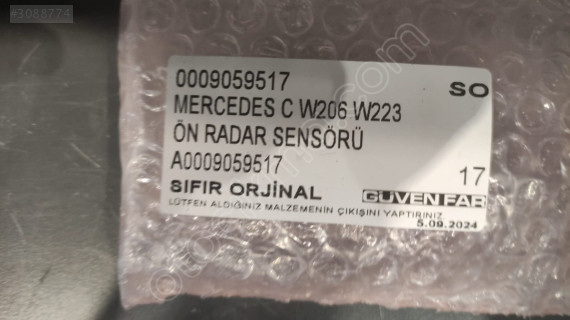 #3088774
0009059517 SO
MERCEDES C W206 W223
ÖN RADAR SENSÖRÜ
A0009059517 17
SIFIR ORJİNAL GÜVEN FAR
LÜTFEN ALDIĞINIZ MALZEMENİN ÇIKIŞINI YAPTIRINIZ
5.09.2024